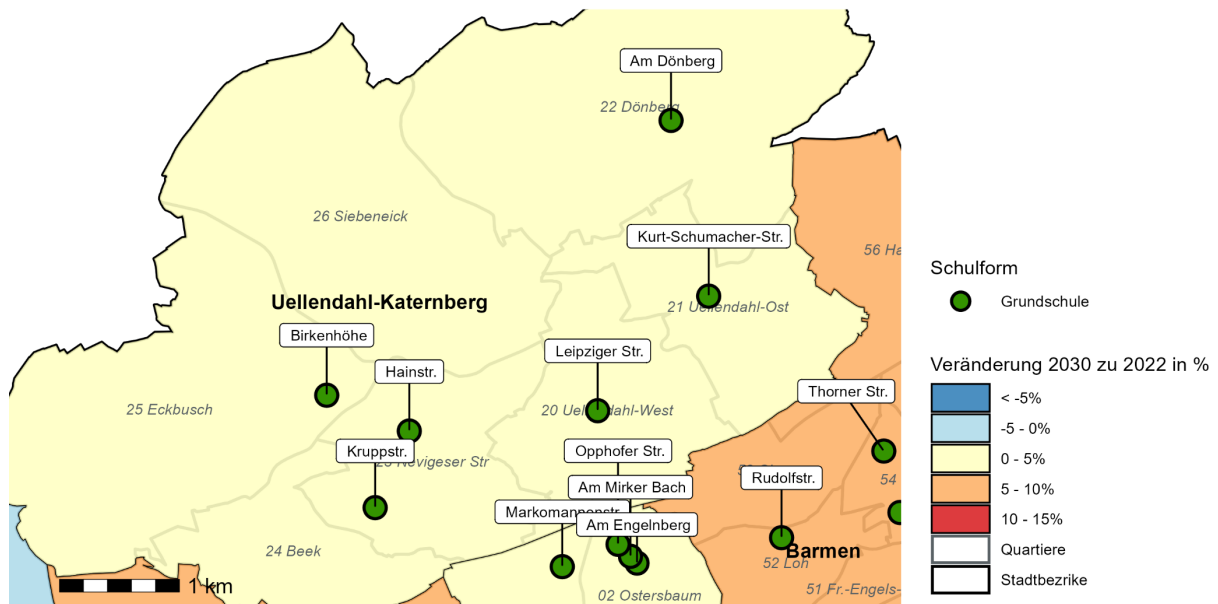 Am Dönberg
22 Dönberg
26 Siebeneick
Kurt-Schumacher-Str.
56 Ha
21 Uellendahl-Ost
Uellendahl-Katernberg
Birkenhöhe
Leipziger Str.
Hainstr.
Thorner Str.
25 Eckbusch
20 Uellendahl-West
Kruppstr.
Nevigeser Str
Opphofer Str.
Rudolfstr.
54
Am Mirker Bach
Markomannenstr.
Am Engelnberg
24 Beek
Barmen
52 Loh
1 km
02 Ostersbaum
51 Fr.-Engels-
Schulform
Grundschule
Veränderung 2030 zu 2022 in %
< -5%
-5 - 0%
0 - 5%
5 - 10%
10 - 15%
Quartiere
Stadtbezrike